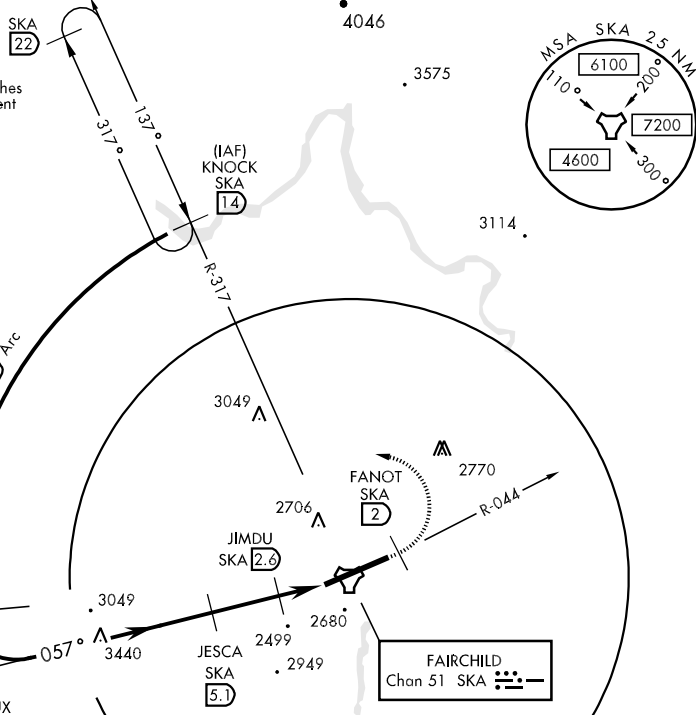 SKA
22
4046
3575
MSA SKA 25 NM
6100
110°
200°
7200
4600
300°
hes
ent
317°
137°
(IAF)
KNOCK
SKA
14
3114
R-317
Arc
3049
2770
FANOT
SKA
2
2706
R-044
JIMDU
SKA 2.6
3049
057°
3440
2499
2680
JESCA
SKA
5.1
2949
FAIRCHILD
Chan 51 SKA
X